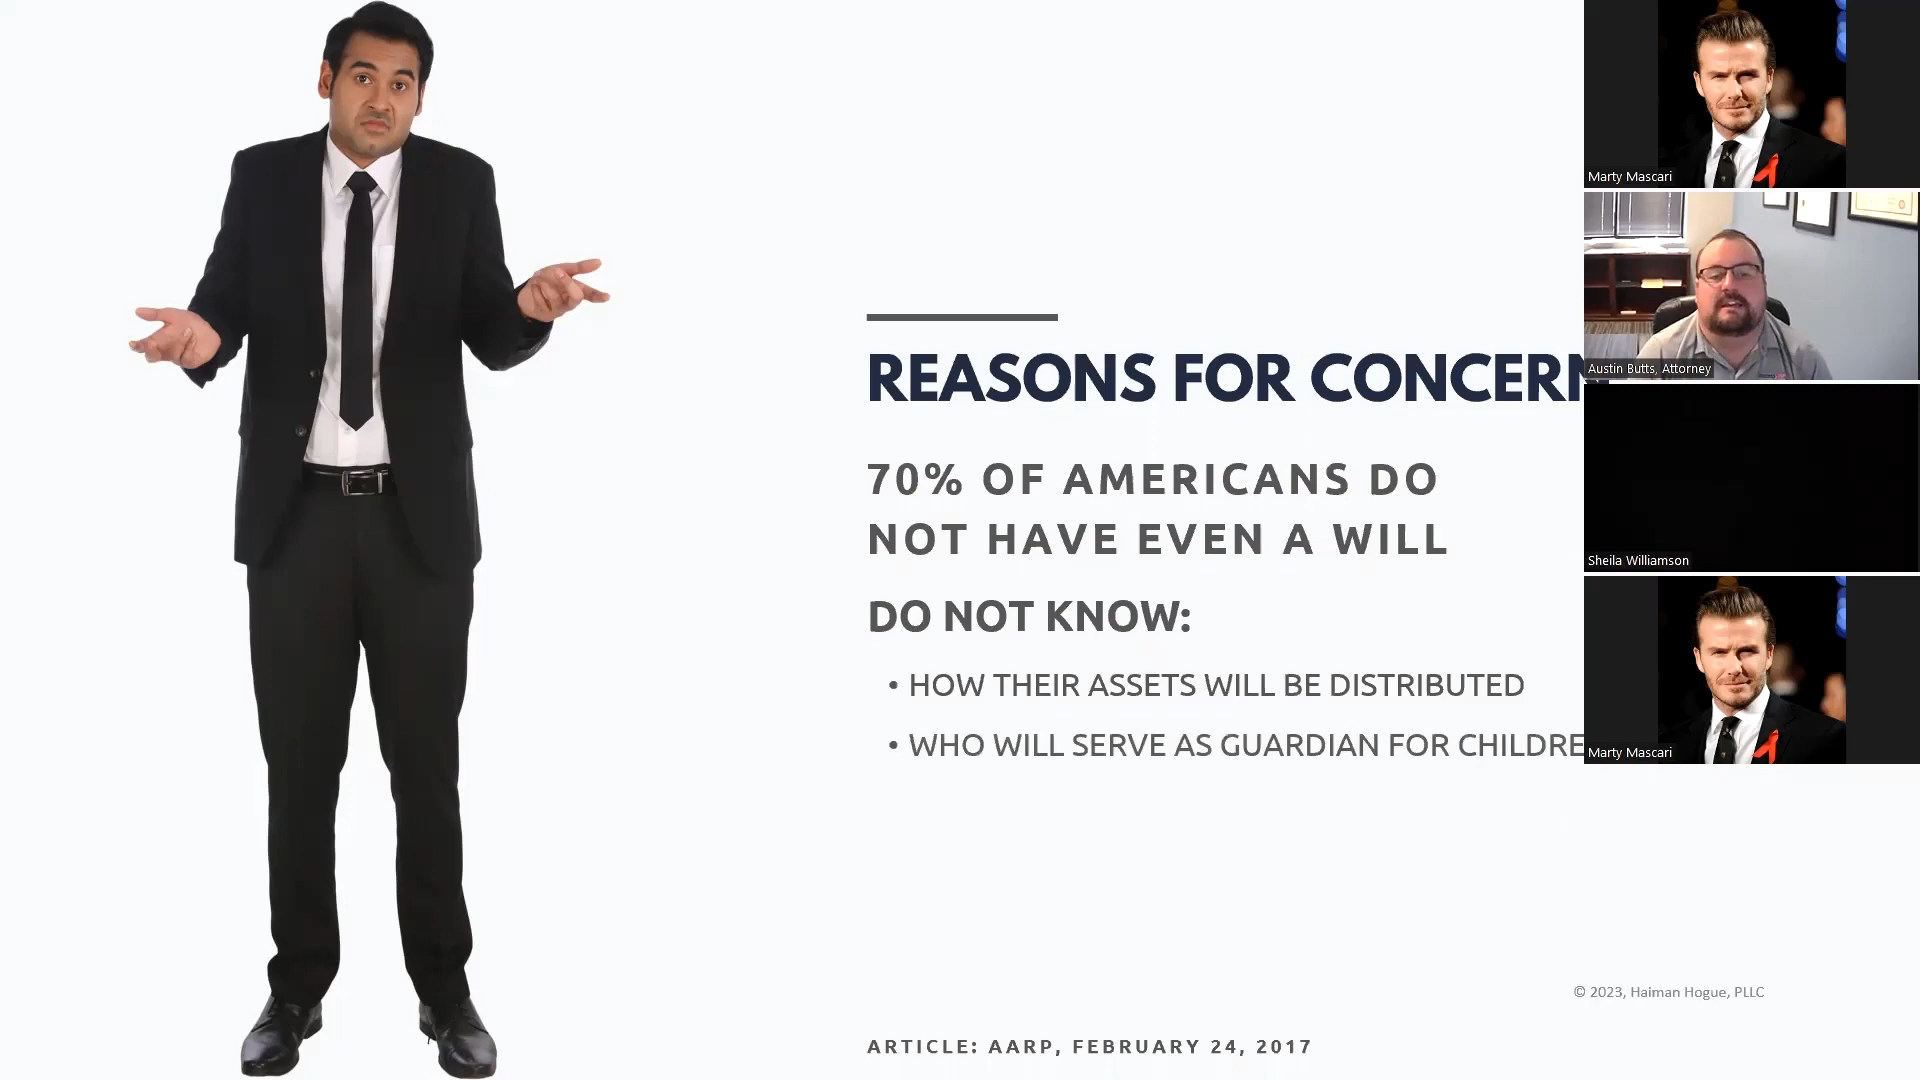 REASONS FOR CONCERN
70% OF AMERICANS DO
NOT HAVE EVEN A WILL
DO NOT KNOW:
• HOW THEIR ASSETS WILL BE DISTRIBUTED
• WHO WILL SERVE AS GUARDIAN FOR CHILDRE
© 2023, Haiman Hogue, PLLC
ARTICLE: AARP, FEBRUARY 24, 2017
Marty Mascari
Austin Butts, Attorney
Sheila Williamson
Marty Mascari